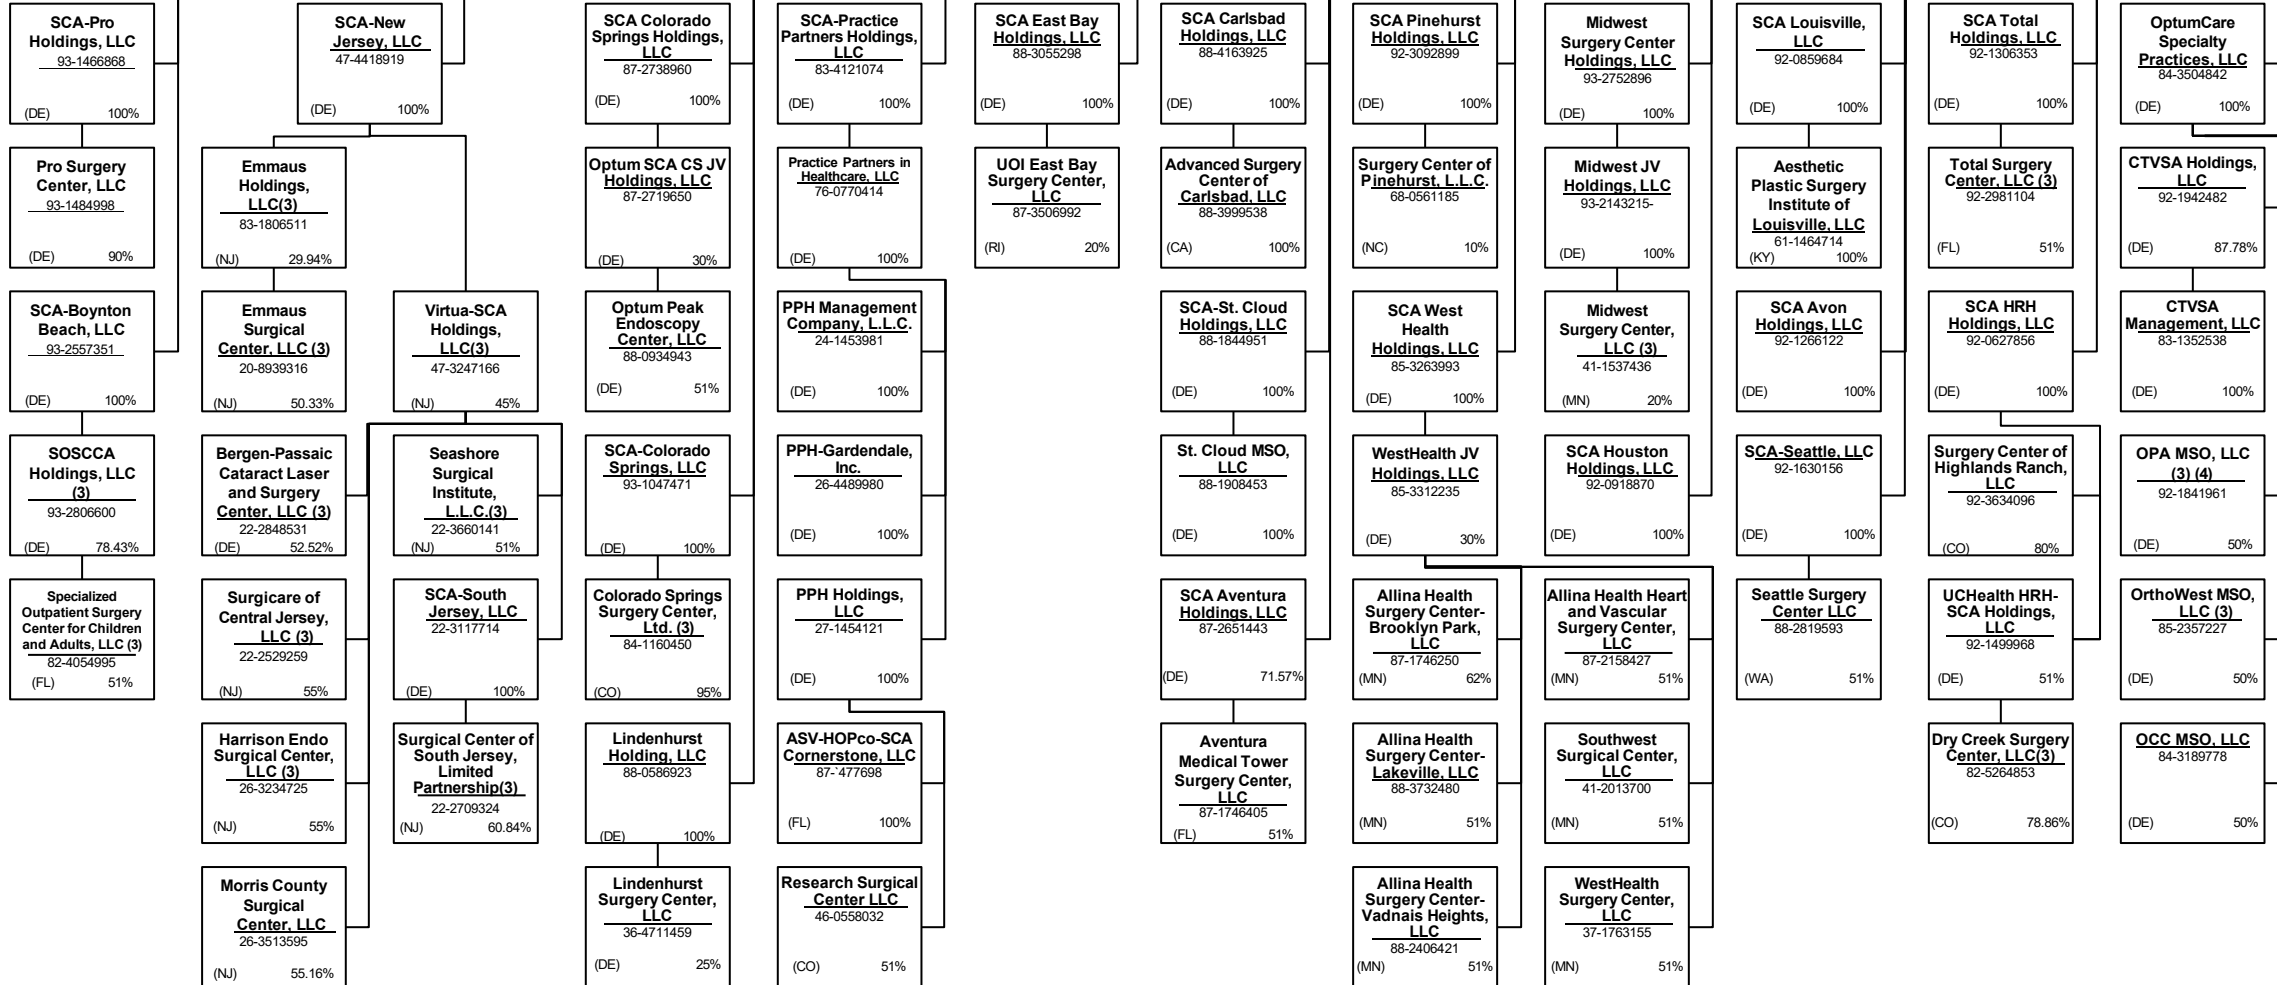 SCA-Pro
Holdings, LLC
93-1466868
(DE) 100%
SCA-New
Jersey, LLC
47-4418919
(DE) 100%
SCA Colorado
Springs Holdings,
LLC
87-2738960
(DE) 100%
SCA-Practice
Partners Holdings,
LLC
83-4121074
(DE) 100%
SCA East Bay
Holdings, LLC
88-3055298
(DE) 100%
SCA Carlsbad
Holdings, LLC
88-4163925
(DE) 100%
SCA Pinehurst
Holdings, LLC
92-3092899
(DE) 100%
Midwest
Surgery Center
Holdings, LLC
93-2752896
(DE) 100%
SCA Louisville,
LLC
92-0859684
(DE) 100%
SCA Total
Holdings, LLC
92-1306353
(DE) 100%
OptumCare
Specialty
Practices, LLC
84-3504842
(DE) 100%
Pro Surgery
Center, LLC
93-1484998
(DE) 90%
Emmaus
Holdings,
LLC(3)
83-1806511
(NJ) 29.94%
Optum SCA CS JV
Holdings, LLC
87-2719650
(DE) 30%
Practice Partners in
Healthcare, LLC
76-0770414
(DE) 100%
UOI East Bay
Surgery Center,
LLC
87-3506992
(RI) 20%
Advanced Surgery
Center of
Carlsbad, LLC
88-3999538
(CA) 100%
Surgery Center of
Pinehurst, L.L.C.
68-0561185
(NC) 10%
Midwest JV
Holdings, LLC
93-2143215-
(DE) 100%
Aesthetic
Plastic Surgery
Institute of
Louisville, LLC
61-1464714
(KY) 100%
Total Surgery
Center, LLC (3)
92-2981104
(FL) 51%
CTVSA Holdings,
LLC
92-1942482
(DE) 87.78%
SCA-Boynton
Beach, LLC
93-2557351
(DE) 100%
Emmaus
Surgical
Center, LLC (3)
20-8939316
(NJ) 50.33%
Virtua-SCA
Holdings,
LLC(3)
47-3247166
(NJ) 45%
Optum Peak
Endoscopy
Center, LLC
88-0934943
(DE) 51%
PPH Management
Company, L.L.C.
24-1453981
(DE) 100%
SCA-St. Cloud
Holdings, LLC
88-1844951
(DE) 100%
SCA West
Health
Holdings, LLC
85-3263993
(DE) 100%
Midwest
Surgery Center,
LLC (3)
41-1537436
(MN) 20%
SCA Avon
Holdings, LLC
92-1266122
(DE) 100%
SCA HRH
Holdings, LLC
92-0627856
(DE) 100%
CTVSA
Management, LLC
83-1352538
(DE) 100%
SOSCCA
Holdings, LLC
(3)
93-2806600
(DE) 78.43%
Bergen-Passaic
Cataract Laser
and Surgery
Center, LLC (3)
22-2848531
(DE) 52.52%
Seashore
Surgical
Institute,
L.L.C.(3)
22-3660141
(NJ) 51%
SCA-Colorado
Springs, LLC
93-1047471
(DE) 100%
PPH-Gardendale,
Inc.
26-4489980
(DE) 100%
St. Cloud MSO,
LLC
88-1908453
(DE) 100%
WestHealth JV
Holdings, LLC
85-3312235
(DE) 30%
SCA Houston
Holdings, LLC
92-0918870
(DE) 100%
SCA-Seattle, LLC
92-1630156
(DE) 100%
Surgery Center of
Highlands Ranch,
LLC
92-3634096
(CO) 80%
OPA MSO, LLC
(3) (4)
92-1841961
(DE) 50%
Specialized
Outpatient Surgery
Center for Children
and Adults, LLC (3)
82-4054995
(FL) 51%
Surgicare of
Central Jersey,
LLC (3)
22-2529259
(NJ) 55%
SCA-South
Jersey, LLC
22-3117714
(DE) 100%
Colorado Springs
Surgery Center,
Ltd. (3)
84-1160450
(CO) 95%
PPH Holdings,
LLC
27-1454121
(DE) 100%
SCA Aventura
Holdings, LLC
87-2651443
(DE) 71.57%
Allina Health
Surgery Center-
Brooklyn Park,
LLC
87-1746250
(MN) 62%
Allina Health Heart
and Vascular
Surgery Center,
LLC
87-2158427
(MN) 51%
Seattle Surgery
Center LLC
88-2819593
(WA) 51%
UCHealth HRH-
SCA Holdings,
LLC
92-1499968
(DE) 51%
OrthoWest MSO,
LLC (3)
85-2357227
(DE) 50%
Harrison Endo
Surgical Center,
LLC (3)
26-3234725
(NJ) 55%
Surgical Center of
South Jersey,
Limited
Partnership(3)
22-2709324
(NJ) 60.84%
Lindenhurst
Holding, LLC
88-0586923
(DE) 100%
ASV-HOPco-SCA
Cornerstone, LLC
87-`477698
(FL) 100%
Aventura
Medical Tower
Surgery Center,
LLC
87-1746405
(FL) 51%
Allina Health
Surgery Center-
Lakeville, LLC
88-3732480
(MN) 51%
Southwest
Surgical Center,
LLC
41-2013700
(MN) 51%
Dry Creek Surgery
Center, LLC(3)
82-5264853
(CO) 78.86%
OCC MSO, LLC
84-3189778
(DE) 50%
Morris County
Surgical
Center, LLC
26-3513595
(NJ) 55.16%
Lindenhurst
Surgery Center,
LLC
36-4711459
(DE) 25%
Research Surgical
Center LLC
46-0558032
(CO) 51%
Allina Health
Surgery Center-
Vadnais Heights,
LLC
88-2406421
(MN) 51%
WestHealth
Surgery Center,
LLC
37-1763155
(MN) 51%